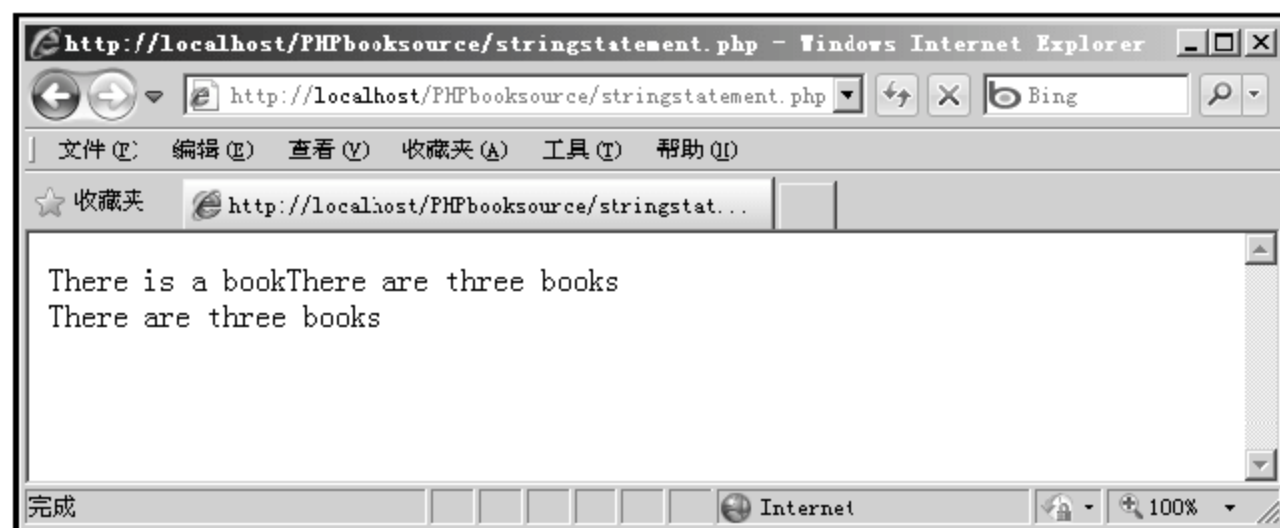 http://localhost/PHPbooksource/stringstatement.php - Windows Internet Explorer
http://localhost/PHPbooksource/stringstatement.php Bing
文件(F) 编辑(E) 查看(V) 收藏夹(A) 工具(T) 帮助(H)
收藏夹 http://localhost/PHPbooksource/stringstat...
There is a bookThere are three books
There are three books
完成 Internet 100%